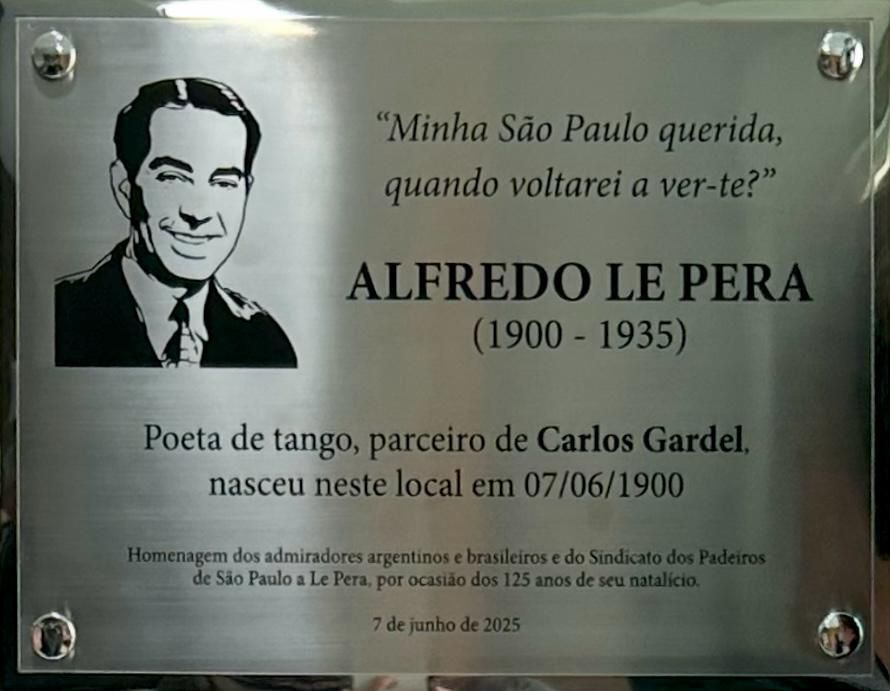 “Minha São Paulo querida,
quando voltarei a ver-te?”
ALFREDO LE PERA
(1900 - 1935)
Poeta de tango, parceiro de Carlos Gardel,
nasceu neste local em 07/06/1900
Homenagem dos admiradores argentinos e brasileiros e do Sindicato dos Padeiros
de São Paulo a Le Pera, por ocasião dos 125 anos de seu natalício.
7 de junho de 2025